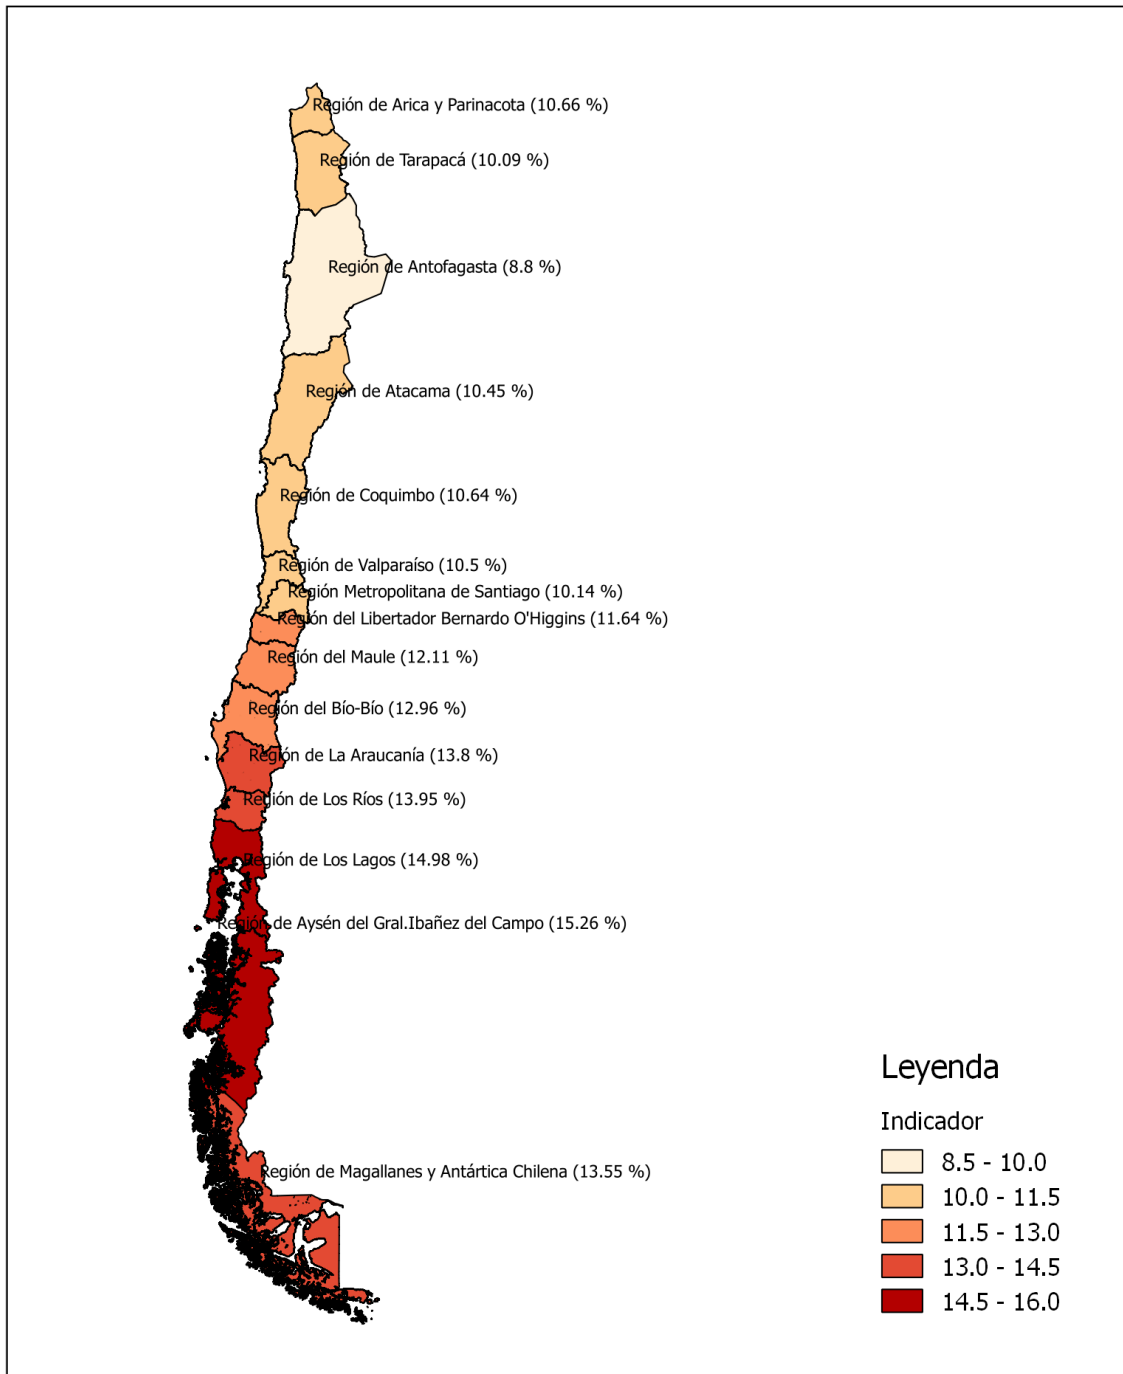 Región de Arica y Parinacota (10.66 %)
Región de Tarapacá (10.09 %)
Región de Antofagasta (8.8 %)
Región de Atacama (10.45 %)
Región de Coquimbo (10.64 %)
Región de Valparaíso (10.5 %)
Región Metropolitana de Santiago (10.14 %)
Región del Libertador Bernardo O'Higgins (11.64 %)
Región del Maule (12.11 %)
Región del Bío-Bío (12.96 %)
Región de La Araucanía (13.8 %)
Región de Los Ríos (13.95 %)
Región de Los Lagos (14.98 %)
Región de Aysén del Gral.Ibañez del Campo (15.26 %)
Región de Magallanes y Antártica Chilena (13.55 %)
Leyenda
Indicador
8.5 - 10.0
10.0 - 11.5
11.5 - 13.0
13.0 - 14.5
14.5 - 16.0